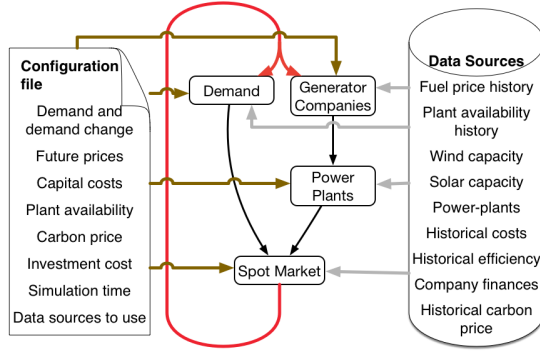 Configuration
file
Demand and
demand change
Future prices
Capital costs
Plant availability
Carbon price
Investment cost
Simulation time
Data sources to use
Demand
Generator
Companies
Power
Plants
Spot Market
Data Sources
Fuel price history
Plant availability
history
Wind capacity
Solar capacity
Power-plants
Historical costs
Historical efficiency
Company finances
Historical carbon
price